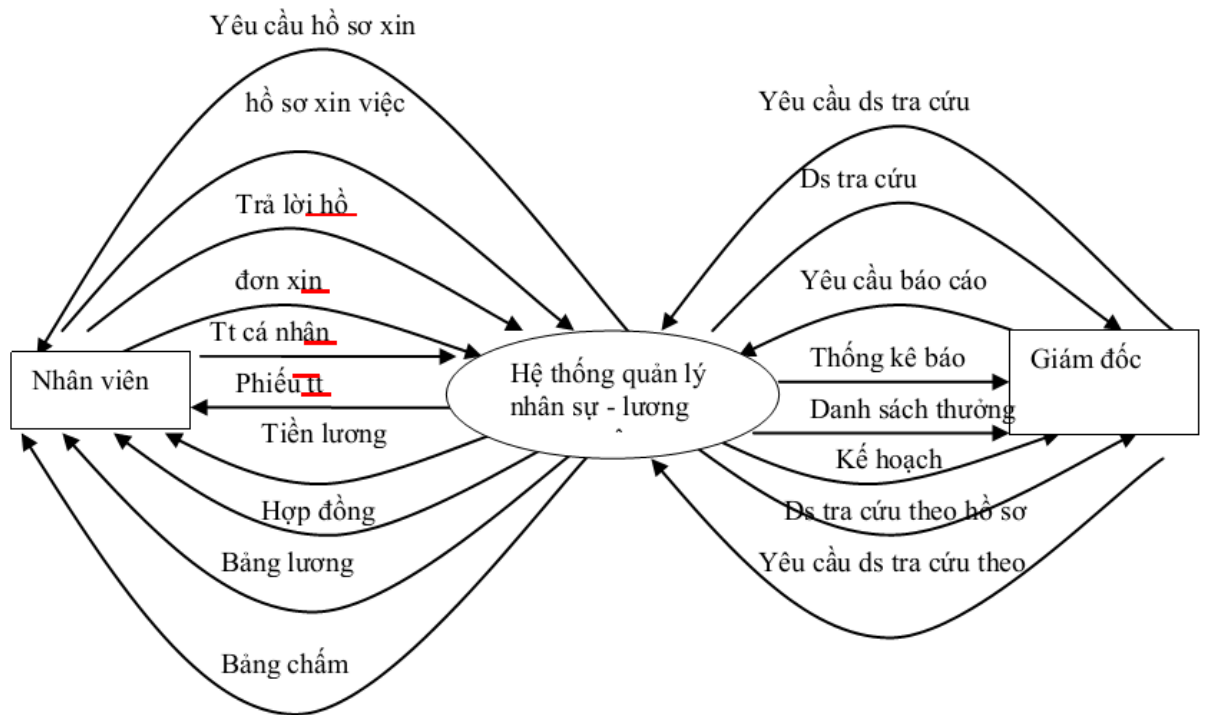 Yêu cầu hồ sơ xin
hồ sơ xin việc
Trả lời hồ
đơn xin
Tt cá nhận
Phiếu tt
Tiền lương
Hợp đồng
Bảng lương
Bảng chấm
Nhân viên
Hệ thống quản lý
nhân sự - lương
Yêu cầu ds tra cứu
Ds tra cứu
Yêu cầu báo cáo
Thống kê báo
Danh sách thưởng
Kế hoạch
Ds tra cứu theo hồ sơ
Yêu cầu ds tra cứu theo
Giám đốc